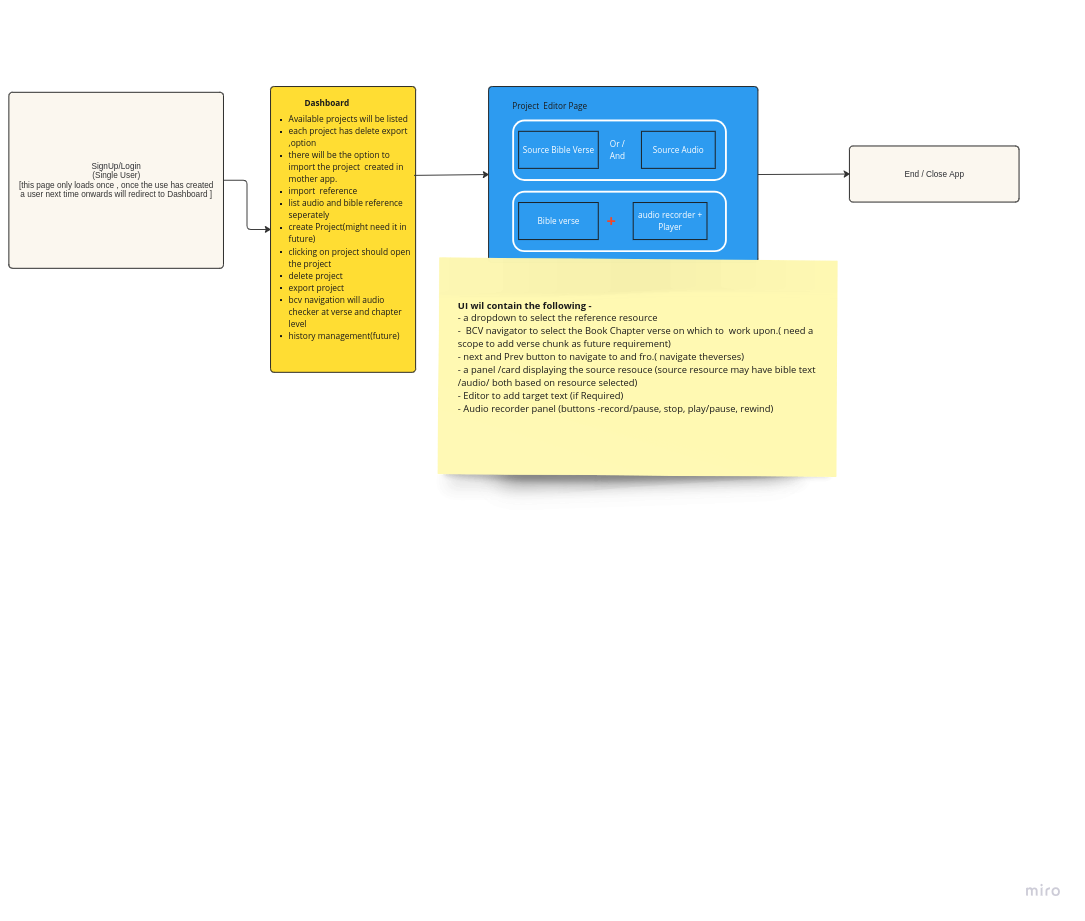 SignUp/Login
(Single User)
[this page only loads once , once the use has created
a user next time onwards will redirect to Dashboard ]
Dashboard
• Available projects will be listed
• each project has delete export
,option
• there will be the option to
import the project created in
mother app.
• import reference
• list audio and bible reference
seperately
• create Project(might need it in
future)
• clicking on project should open
the project
• delete project
• export project
• bcv navigation will audio
checker at verse and chapter
level
• history management(future)
Project Editor Page
Source Bible Verse
Or /
And
Source Audio
Bible verse
+
audio recorder +
Player
UI wil contain the following -
- a dropdown to select the reference resource
- BCV navigator to select the Book Chapter verse on which to work upon.( need a
scope to add verse chunk as future requirement)
- next and Prev button to navigate to and fro.( navigate theverses)
- a panel /card displaying the source resouce (source resource may have bible text
/audio/ both based on resource selected)
- Editor to add target text (if Required)
- Audio recorder panel (buttons -record/pause, stop, play/pause, rewind)
End / Close App
miro